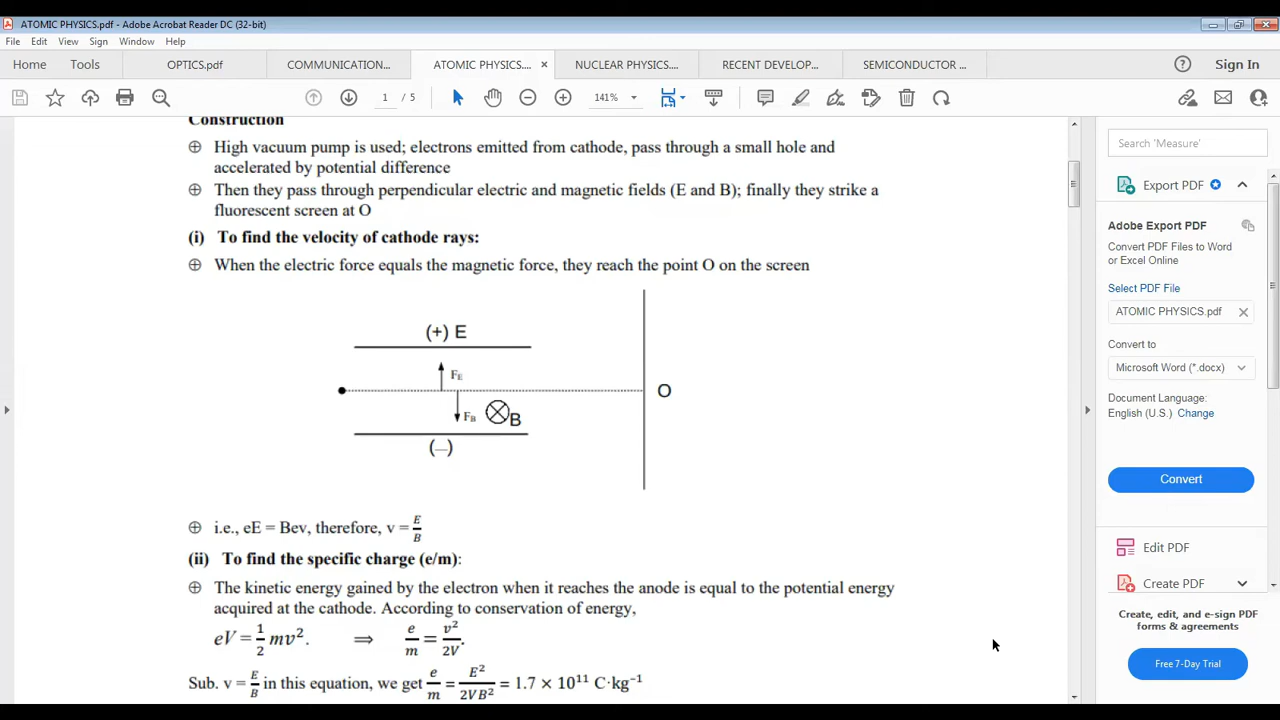 ATOMIC PHYSICS.pdf - Adobe Acrobat Reader DC (32-bit)
File Edit View Sign Window Help
Home Tools OPTICS.pdf COMMUNICATION... ATOMIC PHYSICS.... × NUCLEAR PHYSICS.... RECENT DEVELOP... SEMICONDUCTOR ... Sign In
1 / 5 141%
Construction
⊕ High vacuum pump is used; electrons emitted from cathode, pass through a small hole and
accelerated by potential difference
⊕ Then they pass through perpendicular electric and magnetic fields (E and B); finally they strike a
fluorescent screen at O
(i) To find the velocity of cathode rays:
⊕ When the electric force equals the magnetic force, they reach the point O on the screen
(+) E
F_E
O
F_B B
(—)
⊕ i.e., eE = Bev, therefore, v = E/B
(ii) To find the specific charge (e/m):
⊕ The kinetic energy gained by the electron when it reaches the anode is equal to the potential energy
acquired at the cathode. According to conservation of energy,
eV = 1/2 mv². ⟹ e/m = v²/2V.
Sub. v = E/B in this equation, we get e/m = E²/2VB² = 1.7 × 10¹¹ C·kg⁻¹
Search 'Measure'
Export PDF
Adobe Export PDF
Convert PDF Files to Word
or Excel Online
Select PDF File
ATOMIC PHYSICS.pdf ×
Convert to
Microsoft Word (*.docx)
Document Language:
English (U.S.) Change
Convert
Edit PDF
Create PDF
Create, edit, and e-sign PDF
forms & agreements
Free 7-Day Trial